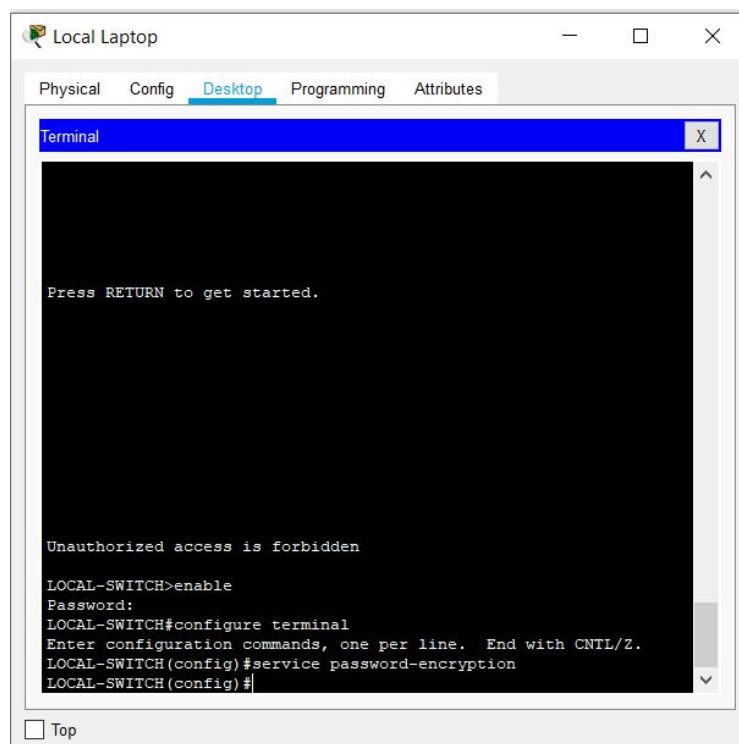 Local Laptop
Physical Config Desktop Programming Attributes
Terminal X
Press RETURN to get started.
Unauthorized access is forbidden
LOCAL-SWITCH>enable
Password:
LOCAL-SWITCH#configure terminal
Enter configuration commands, one per line.  End with CNTL/Z.
LOCAL-SWITCH(config)#service password-encryption
LOCAL-SWITCH(config)#
Top